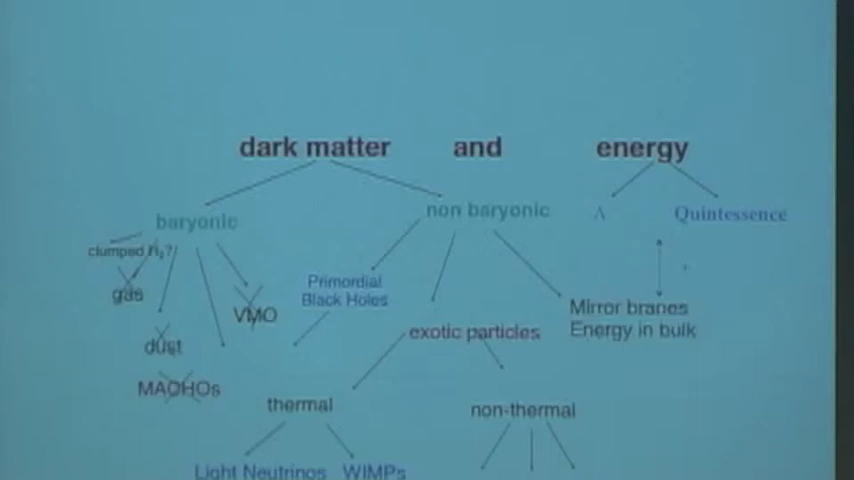 dark matter and energy
baryonic
non baryonic
Λ
Quintessence
clumped H₂?
gas
Primordial
Black Holes
VMO
Mirror branes
Energy in bulk
exotic particles
dust
MACHOs
thermal
non-thermal
Light Neutrinos
WIMPs